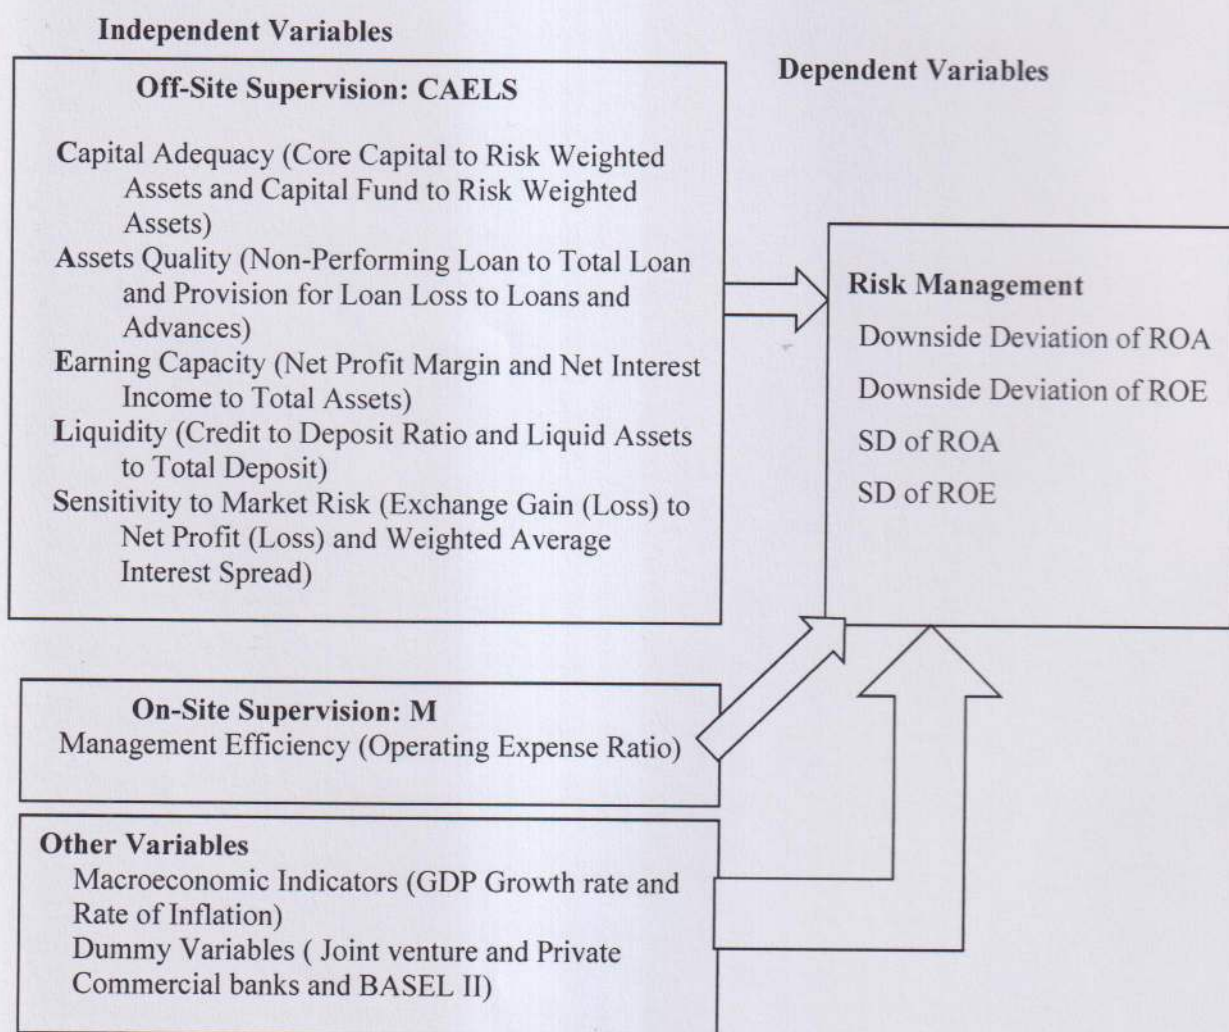 Independent Variables
Dependent Variables
Off-Site Supervision: CAELS
Capital Adequacy (Core Capital to Risk Weighted
Assets and Capital Fund to Risk Weighted
Assets)
Assets Quality (Non-Performing Loan to Total Loan
and Provision for Loan Loss to Loans and
Advances)
Earning Capacity (Net Profit Margin and Net Interest
Income to Total Assets)
Liquidity (Credit to Deposit Ratio and Liquid Assets
to Total Deposit)
Sensitivity to Market Risk (Exchange Gain (Loss) to
Net Profit (Loss) and Weighted Average
Interest Spread)
Risk Management
Downside Deviation of ROA
Downside Deviation of ROE
SD of ROA
SD of ROE
On-Site Supervision: M
Management Efficiency (Operating Expense Ratio)
Other Variables
Macroeconomic Indicators (GDP Growth rate and
Rate of Inflation)
Dummy Variables ( Joint venture and Private
Commercial banks and BASEL II)